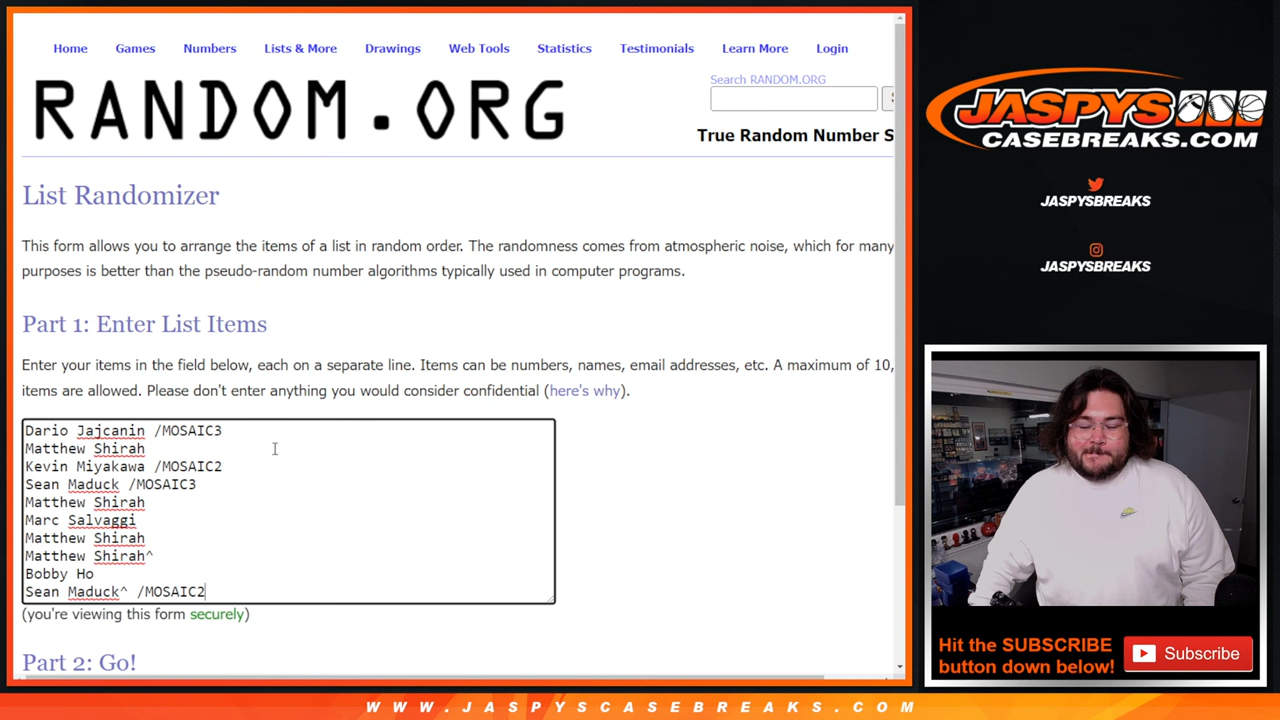 Home Games Numbers Lists & More Drawings Web Tools Statistics Testimonials Learn More Login
Search RANDOM.ORG
RANDOM.ORG
True Random Number S
List Randomizer
This form allows you to arrange the items of a list in random order. The randomness comes from atmospheric noise, which for many
purposes is better than the pseudo-random number algorithms typically used in computer programs.
Part 1: Enter List Items
Enter your items in the field below, each on a separate line. Items can be numbers, names, email addresses, etc. A maximum of 10,
items are allowed. Please don't enter anything you would consider confidential (here's why).
Dario Jajcanin /MOSAIC3
Matthew Shirah
Kevin Miyakawa /MOSAIC2
Sean Maduck /MOSAIC3
Matthew Shirah
Marc Salvaggi
Matthew Shirah
Matthew Shirah^
Bobby Ho
Sean Maduck^ /MOSAIC2
(you're viewing this form securely)
Part 2: Go!
JASPYS
CASEBREAKS.COM
JASPYSBREAKS
JASPYSBREAKS
Hit the SUBSCRIBE
button down below!
Subscribe
WWW.JASPYSCASEBREAKS.COM